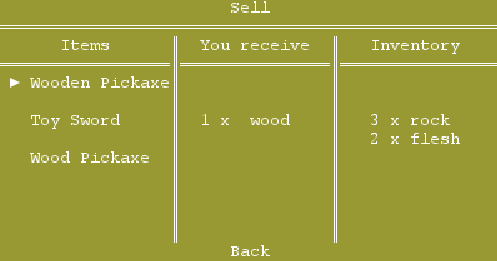 Sell
Items You receive Inventory
► Wooden Pickaxe
Toy Sword 1 x wood 3 x rock
2 x flesh
Wood Pickaxe
Back